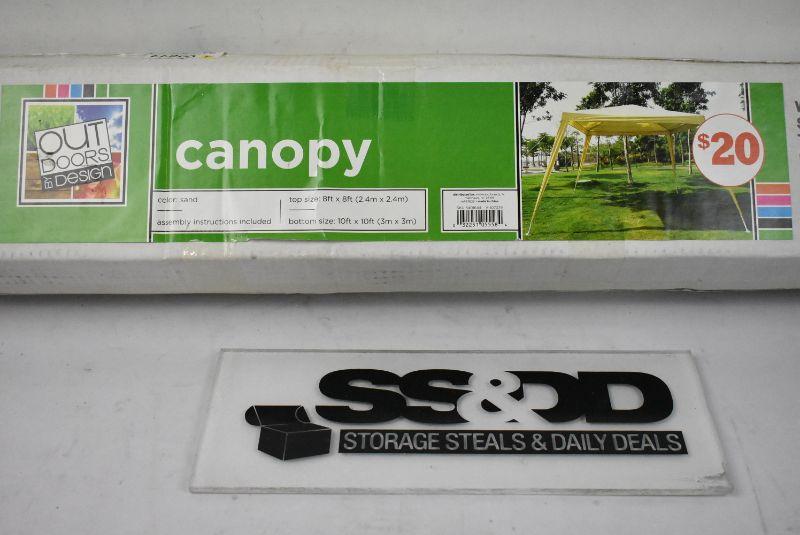 OUT
DOORS
BY
DESIGN
canopy
color: sand
top size: 8ft x 8ft (2.4m x 2.4m)
assembly instructions included
bottom size: 10ft x 10ft (3m x 3m)
$20
SS&DD
STORAGE STEALS & DAILY DEALS